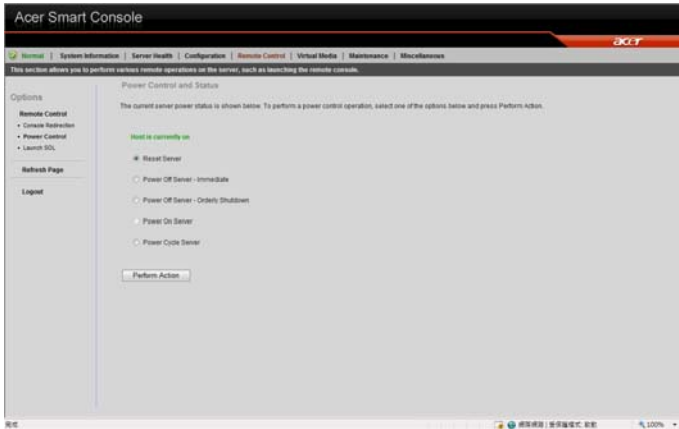 Acer Smart Console
acer
Normal | System Information | Server Health | Configuration | Remote Control | Virtual Media | Maintenance | Miscellaneous
This section allows you to perform various remote operations on the server, such as launching the remote console.
Options
Remote Control
• Console Redirection
• Power Control
• Launch SOL
Refresh Page
Logout
Power Control and Status
The current server power status is shown below. To perform a power control operation, select one of the options below and press Perform Action.
Host is currently on
Reset Server
Power Off Server - Immediate
Power Off Server - Orderly Shutdown
Power On Server
Power Cycle Server
Perform Action
完成
100%